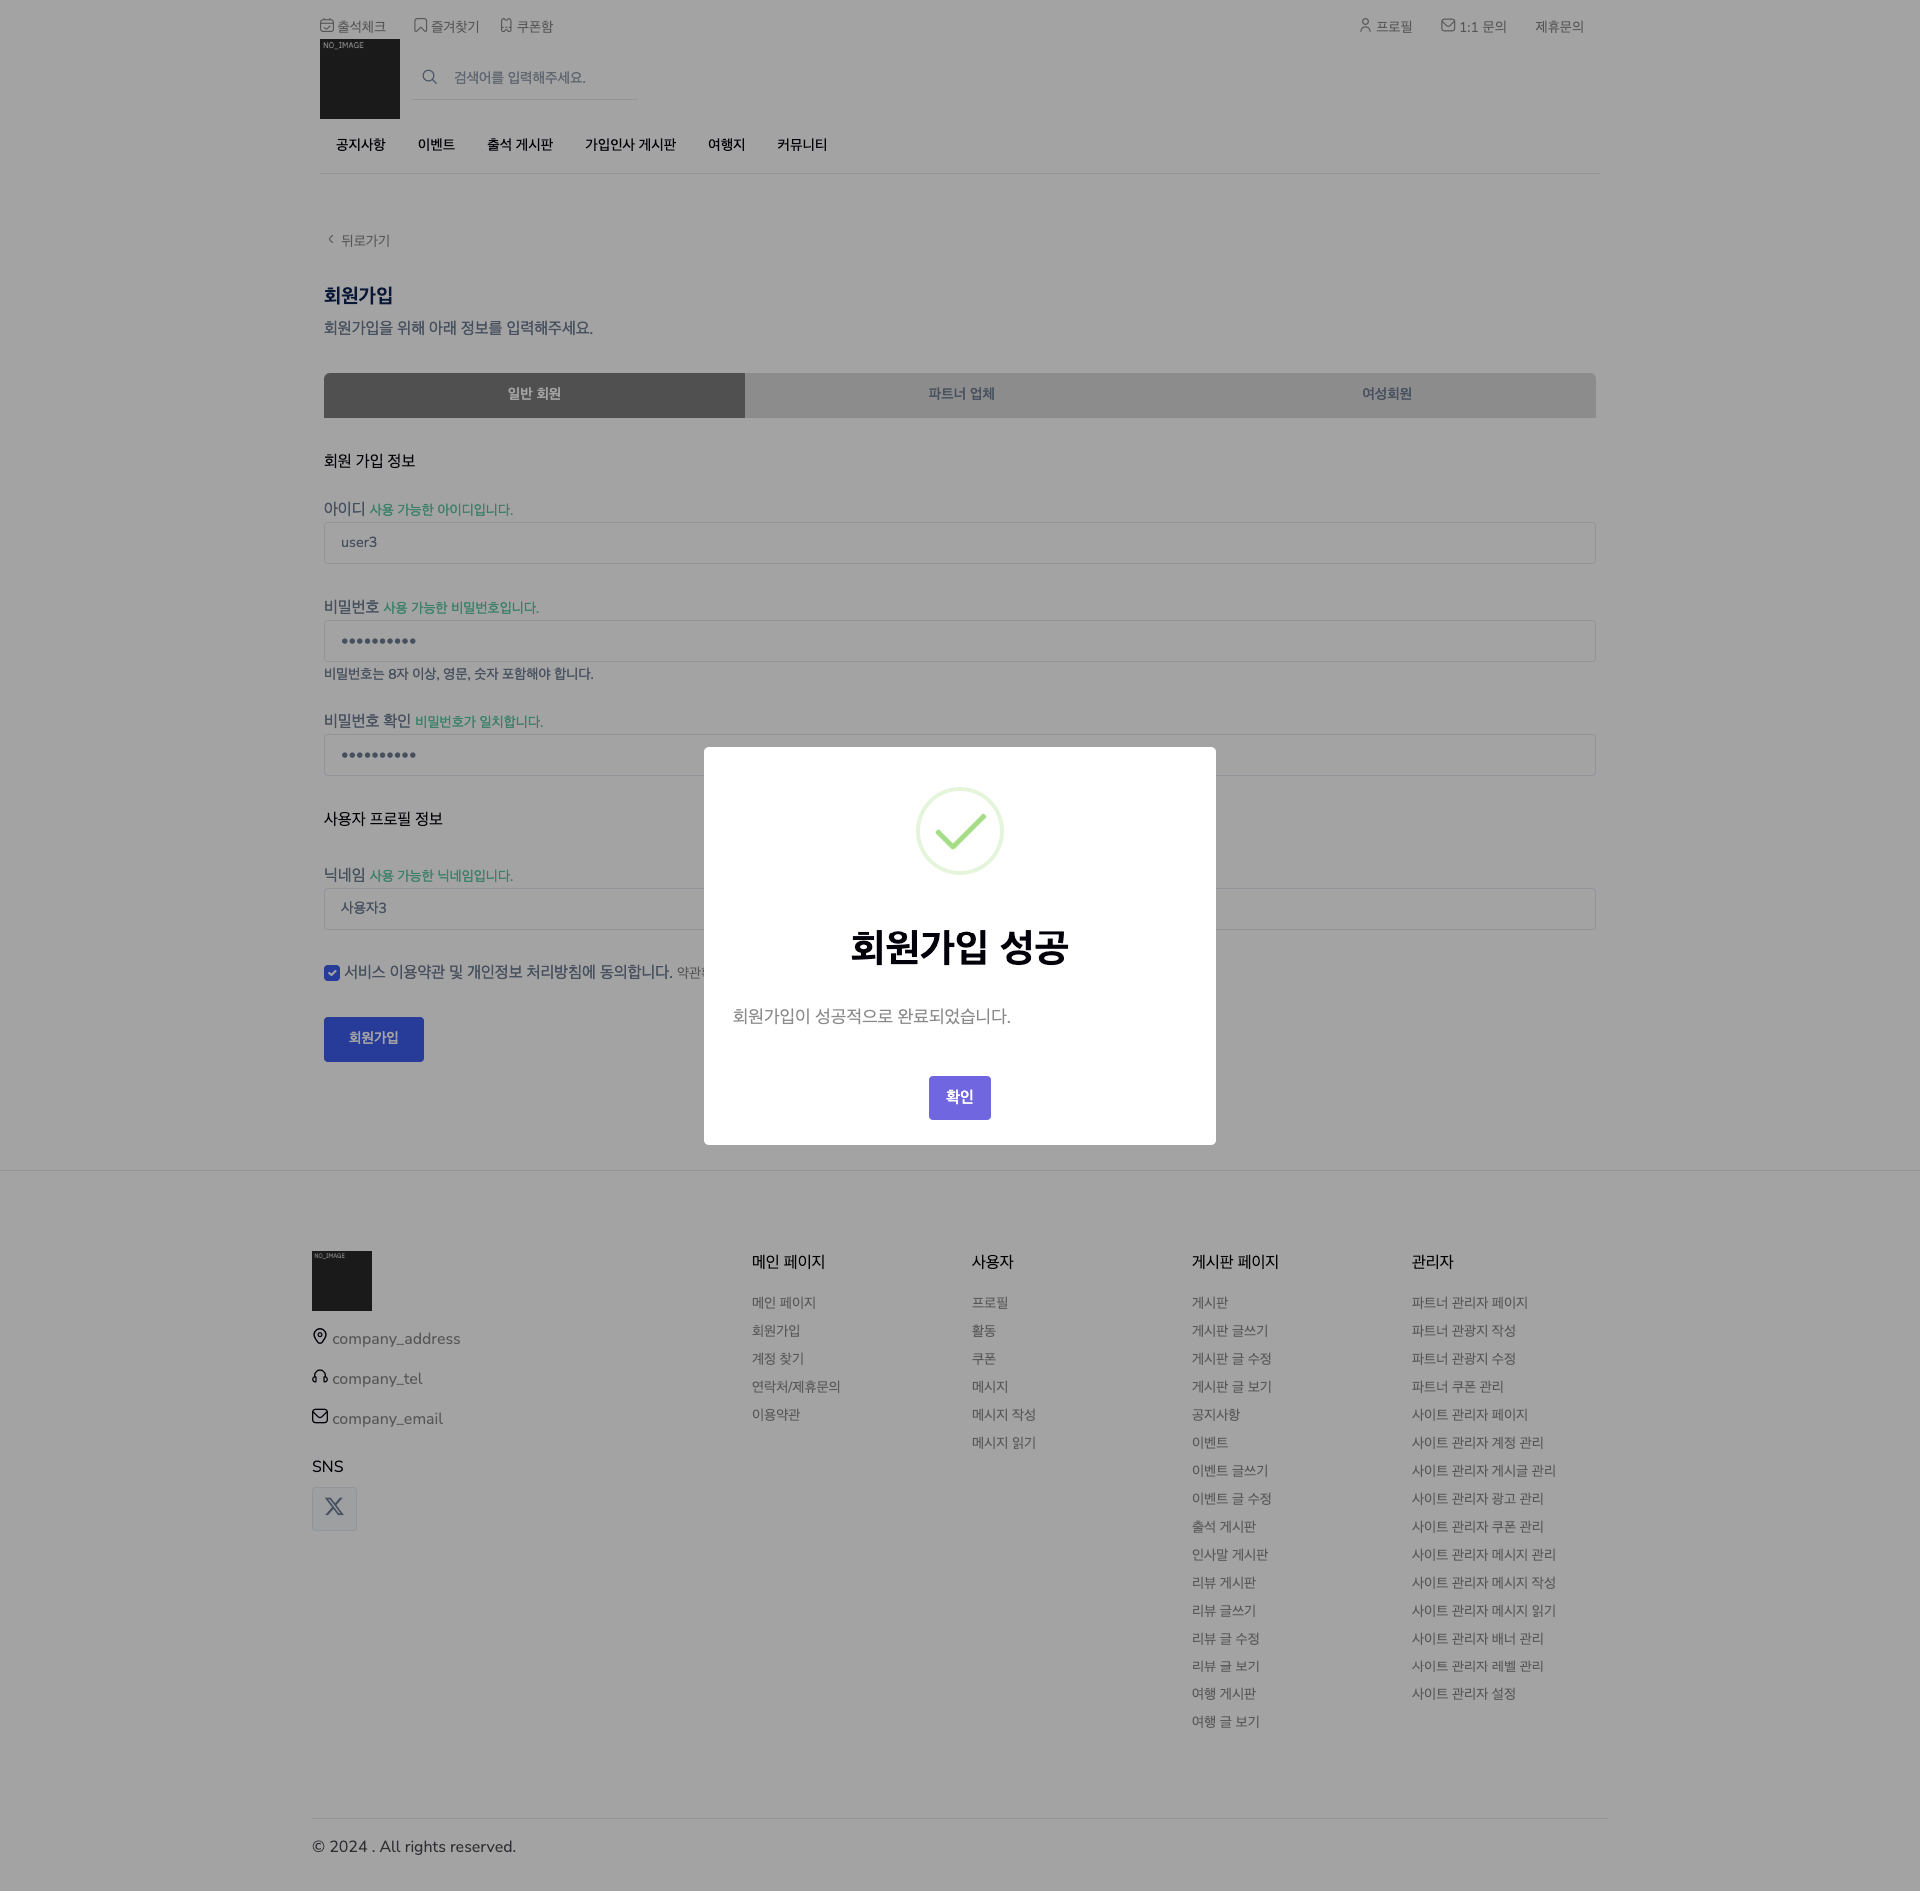 출석체크 즐겨찾기 쿠폰함 프로필 1:1 문의 제휴문의
NO_IMAGE
검색어를 입력해주세요.
공지사항 이벤트 출석 게시판 가입인사 게시판 여행지 커뮤니티
뒤로가기
회원가입
회원가입을 위해 아래 정보를 입력해주세요.
일반 회원 파트너 업체 여성회원
회원 가입 정보
아이디 사용 가능한 아이디입니다.
user3
비밀번호 사용 가능한 비밀번호입니다.
비밀번호는 8자 이상, 영문, 숫자 포함해야 합니다.
비밀번호 확인 비밀번호가 일치합니다.
사용자 프로필 정보
닉네임 사용 가능한 닉네임입니다.
사용자3
서비스 이용약관 및 개인정보 처리방침에 동의합니다.
회원가입
회원가입 성공
회원가입이 성공적으로 완료되었습니다.
확인
NO_IMAGE
company_address
company_tel
company_email
SNS
메인 페이지
메인 페이지
회원가입
계정 찾기
연락처/제휴문의
이용약관
사용자
프로필
활동
쿠폰
메시지
메시지 작성
메시지 읽기
게시판 페이지
게시판
게시판 글쓰기
게시판 글 수정
게시판 글 보기
공지사항
이벤트
이벤트 글쓰기
이벤트 글 수정
출석 게시판
인사말 게시판
리뷰 게시판
리뷰 글쓰기
리뷰 글 수정
리뷰 글 보기
여행 게시판
여행 글 보기
관리자
파트너 관리자 페이지
파트너 관광지 작성
파트너 관광지 수정
파트너 쿠폰 관리
사이트 관리자 페이지
사이트 관리자 계정 관리
사이트 관리자 게시글 관리
사이트 관리자 광고 관리
사이트 관리자 쿠폰 관리
사이트 관리자 메시지 관리
사이트 관리자 메시지 작성
사이트 관리자 메시지 읽기
사이트 관리자 배너 관리
사이트 관리자 레벨 관리
사이트 관리자 설정
© 2024 . All rights reserved.